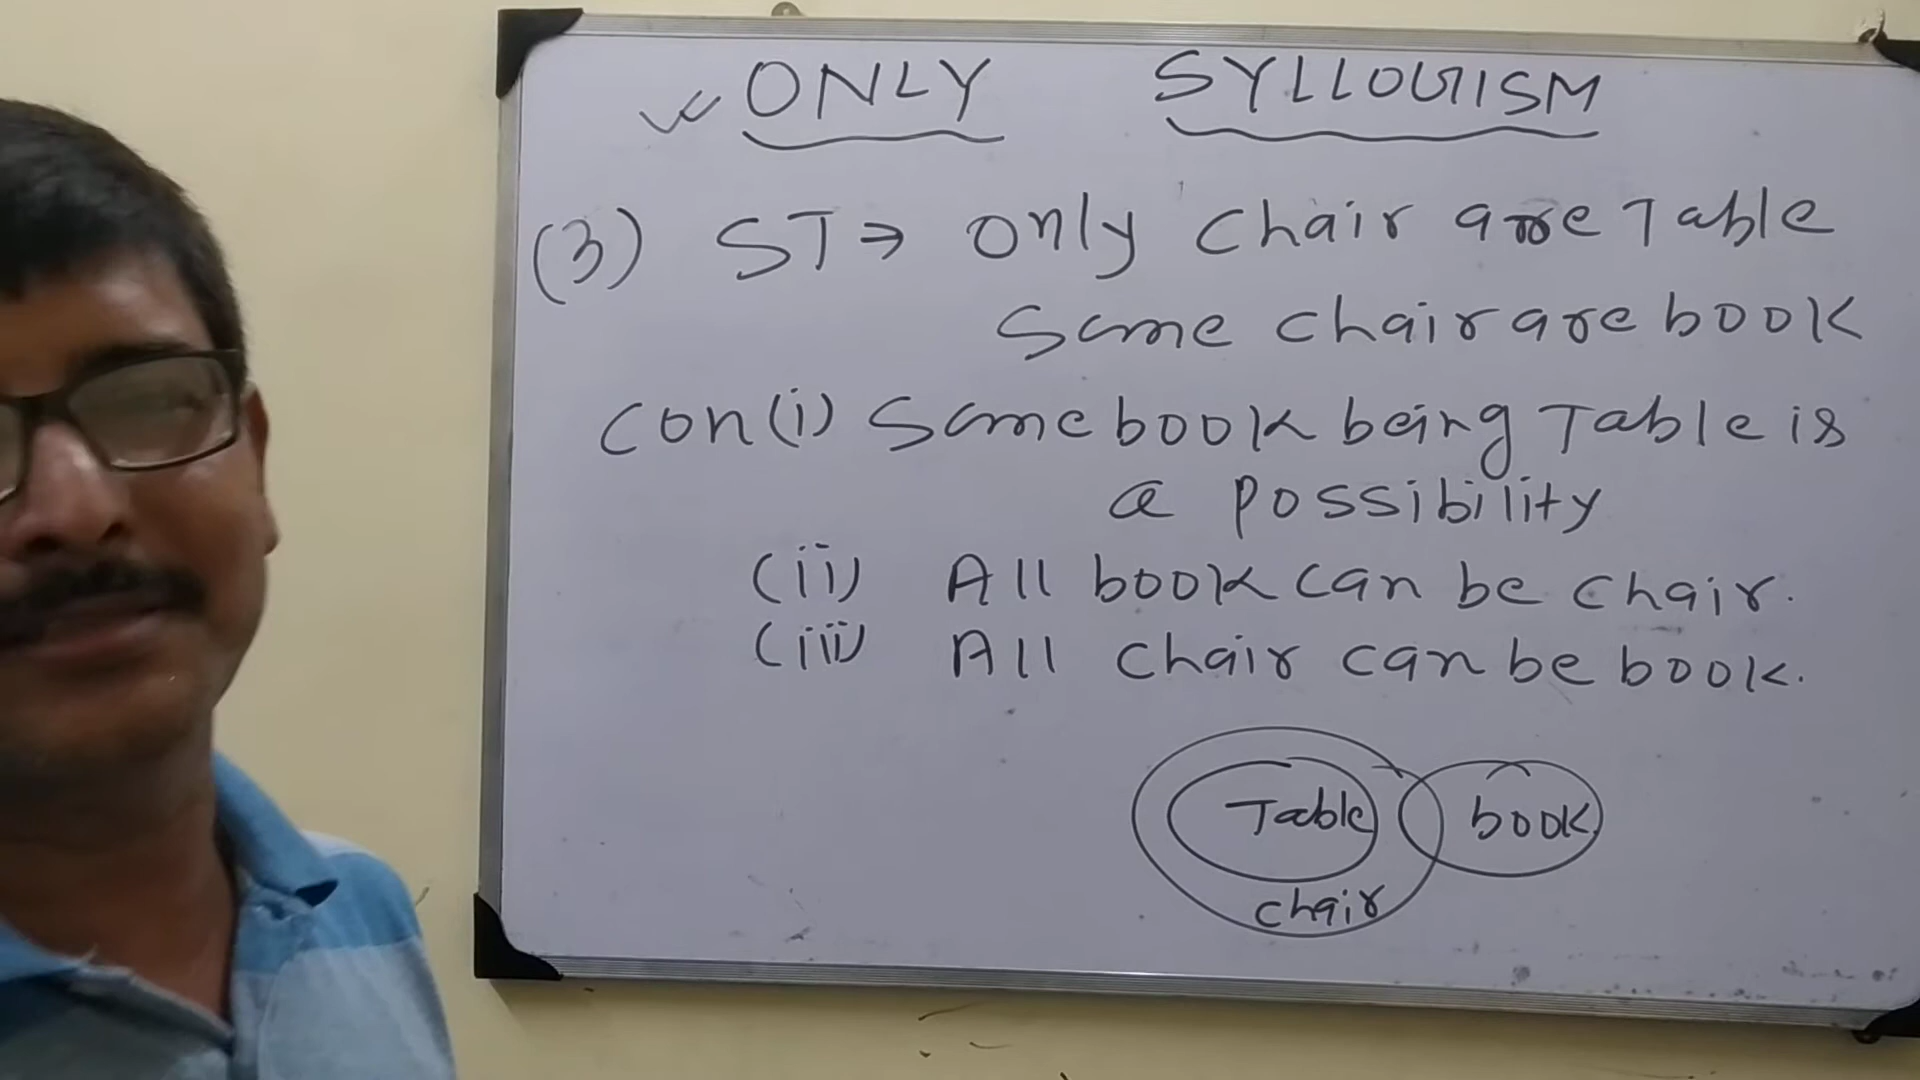 ONLY SYLLOGISM
(3) ST⇒ Only Chair are Table
Some chair are book
Con(i) Some book being Table is
a possibility
(ii) All book can be chair.
(iii) All chair can be book.
Table book
chair